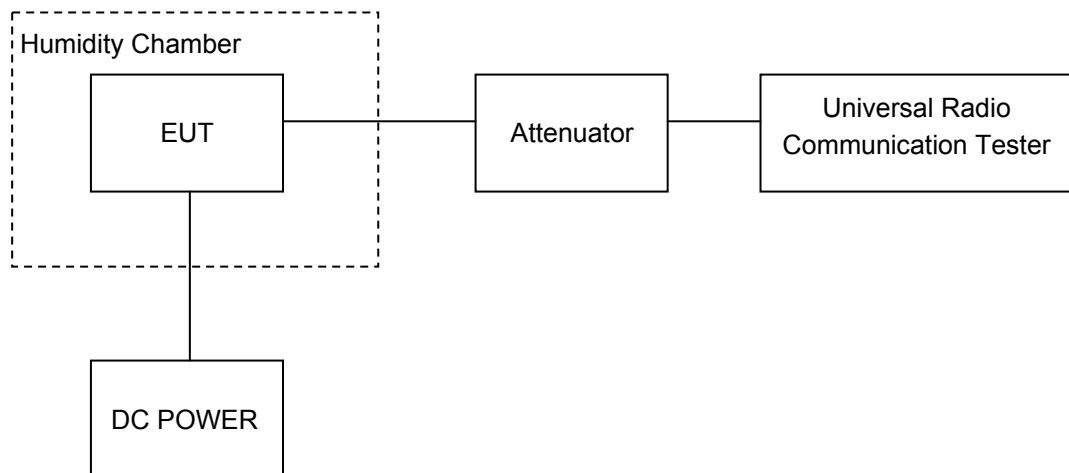 Humidity Chamber
EUT
Attenuator
Universal Radio
Communication Tester
DC POWER